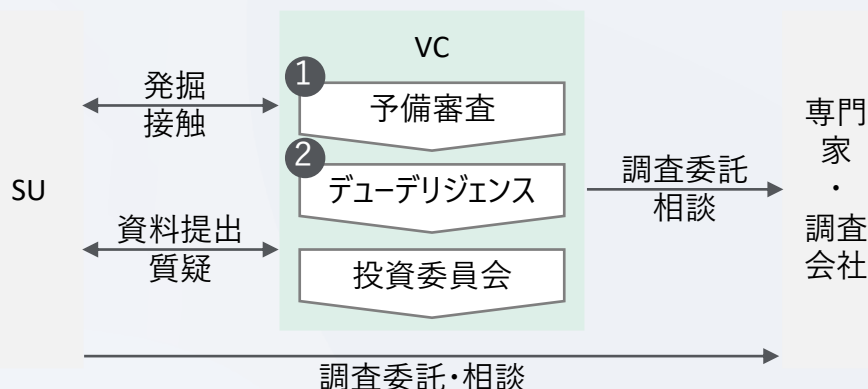 SU
発掘
接触
資料提出
質疑
VC
1
予備審査
2
デューデリジェンス
投資委員会
調査委託
相談
専門
家
・
調査
会社
調査委託・相談